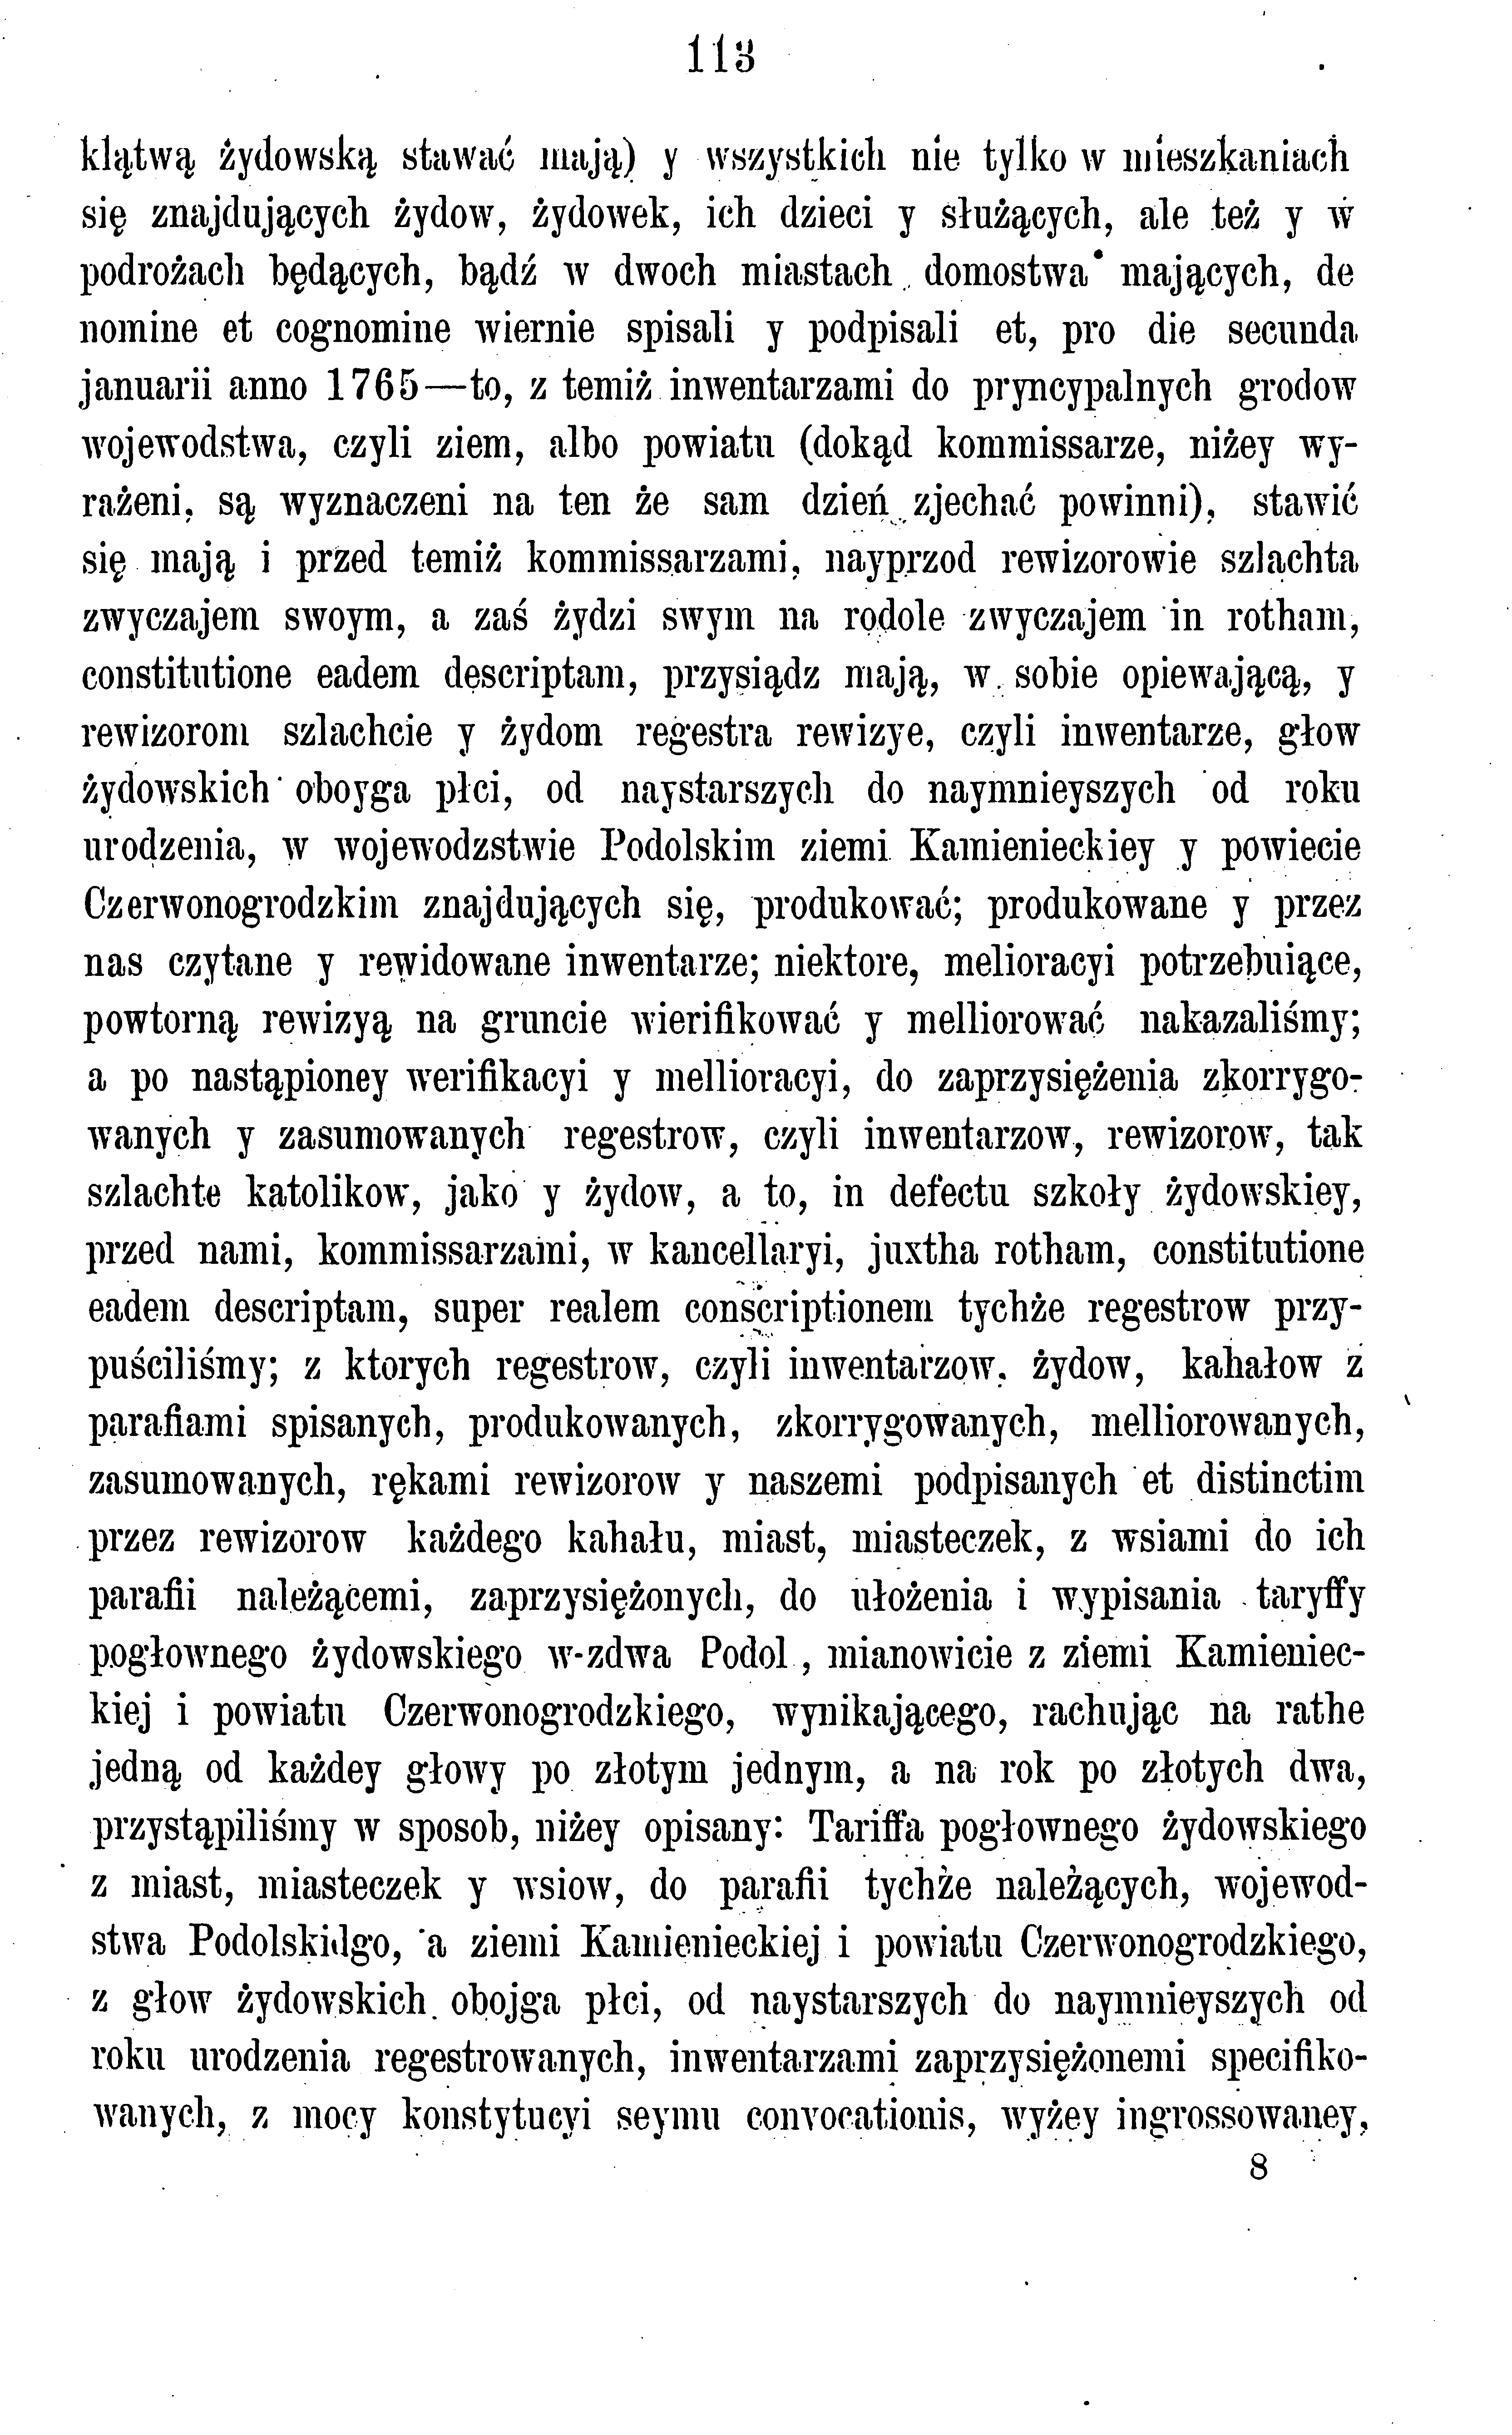 113
klątwą żydowską stawać mają) y wszystkich nie tylko w mieszkaniach
się znajdujących żydow, żydowek, ich dzieci y służących, ale też y w
podrożach będących, bądź w dwoch miastach domostwa mających, de
nomine et cognomine wiernie spisali y podpisali et, pro die secunda
januarii anno 1765—to, z temiż inwentarzami do pryncypalnych grodow
wojewodstwa, czyli ziem, albo powiatu (dokąd kommissarze, niżey wy-
rażeni, są wyznaczeni na ten że sam dzień zjechać powinni), stawić
się mają i przed temiż kommissarzami, nayprzod rewizorowie szlachta
zwyczajem swoym, a zaś żydzi swym na rodole zwyczajem in rotham,
constitutione eadem descriptam, przysiądz mają, w sobie opiewającą, y
rewizorom szlachcie y żydom regestra rewizye, czyli inwentarze, głow
żydowskich oboyga płci, od naystarszych do naymnieyszych od roku
urodzenia, w wojewodzstwie Podolskim ziemi Kamienieckiey y powiecie
Czerwonogrodzkim znajdujących się, produkować; produkowane y przez
nas czytane y rewidowane inwentarze; niektore, melioracyi potrzebuiące,
powtorną rewizyą na gruncie wierifikować y melliorować nakazaliśmy;
a po nastąpioney werifikacyi y mellioracyi, do zaprzysiężenia zkorrygo-
wanych y zasumowanych regestrow, czyli inwentarzow, rewizorow, tak
szlachte katolikow, jako y żydow, a to, in defectu szkoły żydowskiey,
przed nami, kommissarzami, w kancellaryi, juxtha rotham, constitutione
eadem descriptam, super realem conscriptionem tychże regestrow przy-
puściliśmy; z ktorych regestrow, czyli inwentarzow, żydow, kahałow z
parafiami spisanych, produkowanych, zkorrygowanych, melliorowanych,
zasumowanych, rękami rewizorow y naszemi podpisanych et distinctim
przez rewizorow każdego kahału, miast, miasteczek, z wsiami do ich
parafii należącemi, zaprzysiężonych, do ułożenia i wypisania taryffy
pogłownego żydowskiego w-zdwa Podol, mianowicie z ziemi Kamieniec-
kiej i powiatu Czerwonogrodzkiego, wynikającego, rachując na rathe
jedną od każdey głowy po złotym jednym, a na rok po złotych dwa,
przystąpiliśmy w sposob, niżey opisany: Tariffa pogłownego żydowskiego
z miast, miasteczek y wsiow, do parafii tychże należących, wojewod-
stwa Podolskidgo, a ziemi Kamienieckiej i powiatu Czerwonogrodzkiego,
z głow żydowskich obojga płci, od naystarszych do naymnieyszych od
roku urodzenia regestrowanych, inwentarzami zaprzysiężonemi specifiko-
wanych, z mocy konstytucyi seymu convocationis, wyżey ingrossowaney,
8